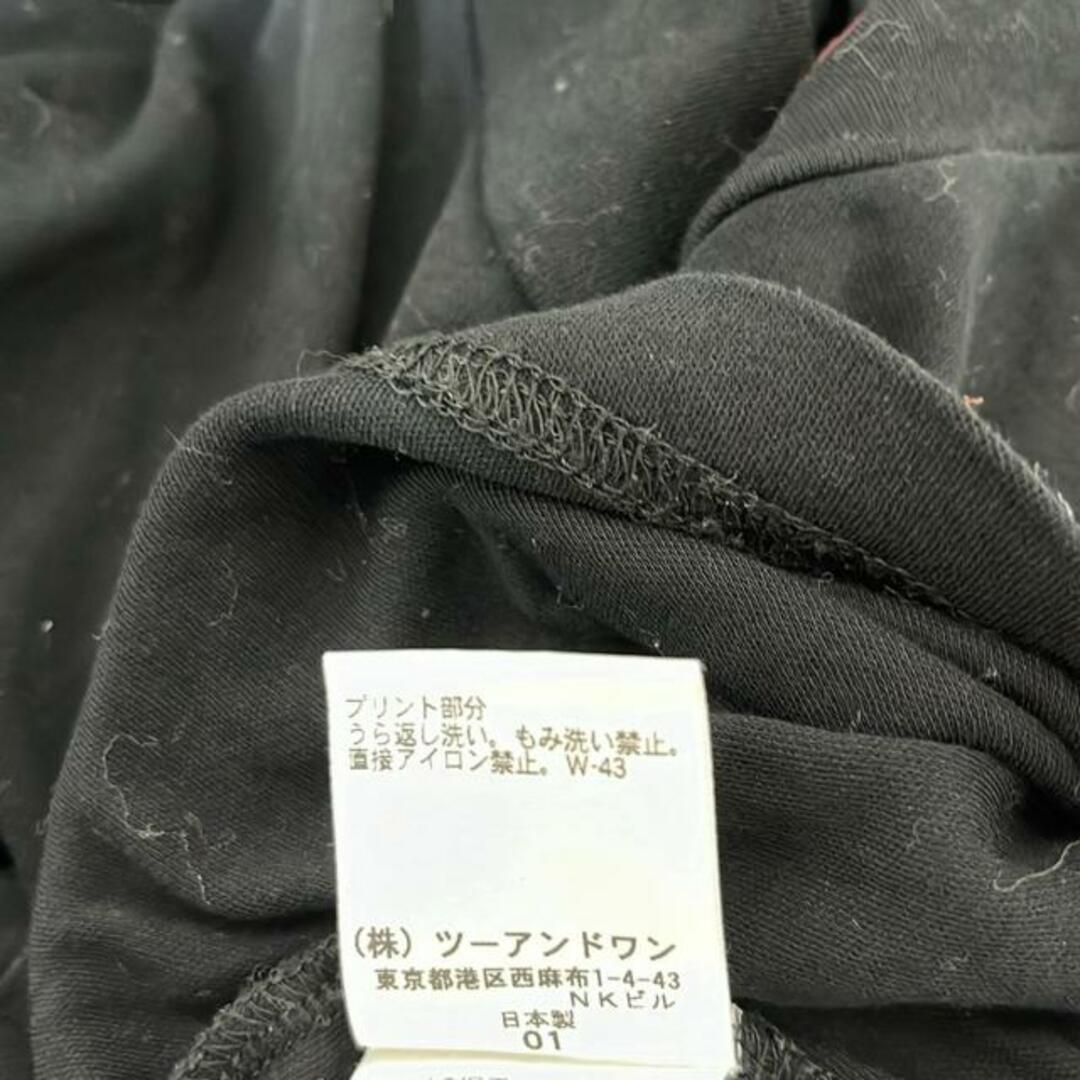 プリント部分
うら返し洗い。もみ洗い禁止。
直接アイロン禁止。W-43
(株) ツーアンドワン
東京都港区西麻布1-4-43
NKビル
日本製
01